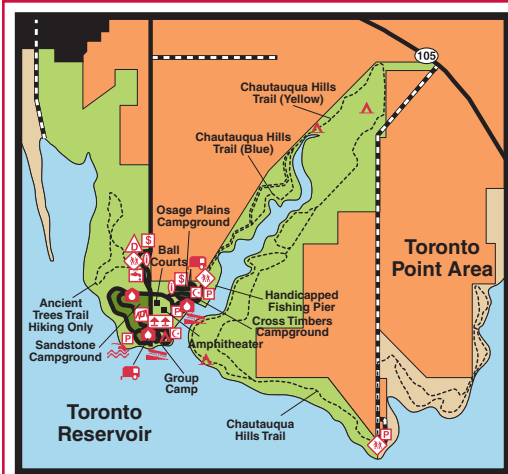 105
Chautauqua Hills
Trail (Yellow)
Chautauqua Hills
Trail (Blue)
Osage Plains
Campground
Ball
Courts
D
$
$
Toronto
Point Area
Ancient
Trees Trail
Hiking Only
Handicapped
Fishing Pier
Cross Timbers
Campground
P
P
Sandstone
Campground
P
Amphitheater
Group
Camp
Toronto
Reservoir
Chautauqua
Hills Trail
P